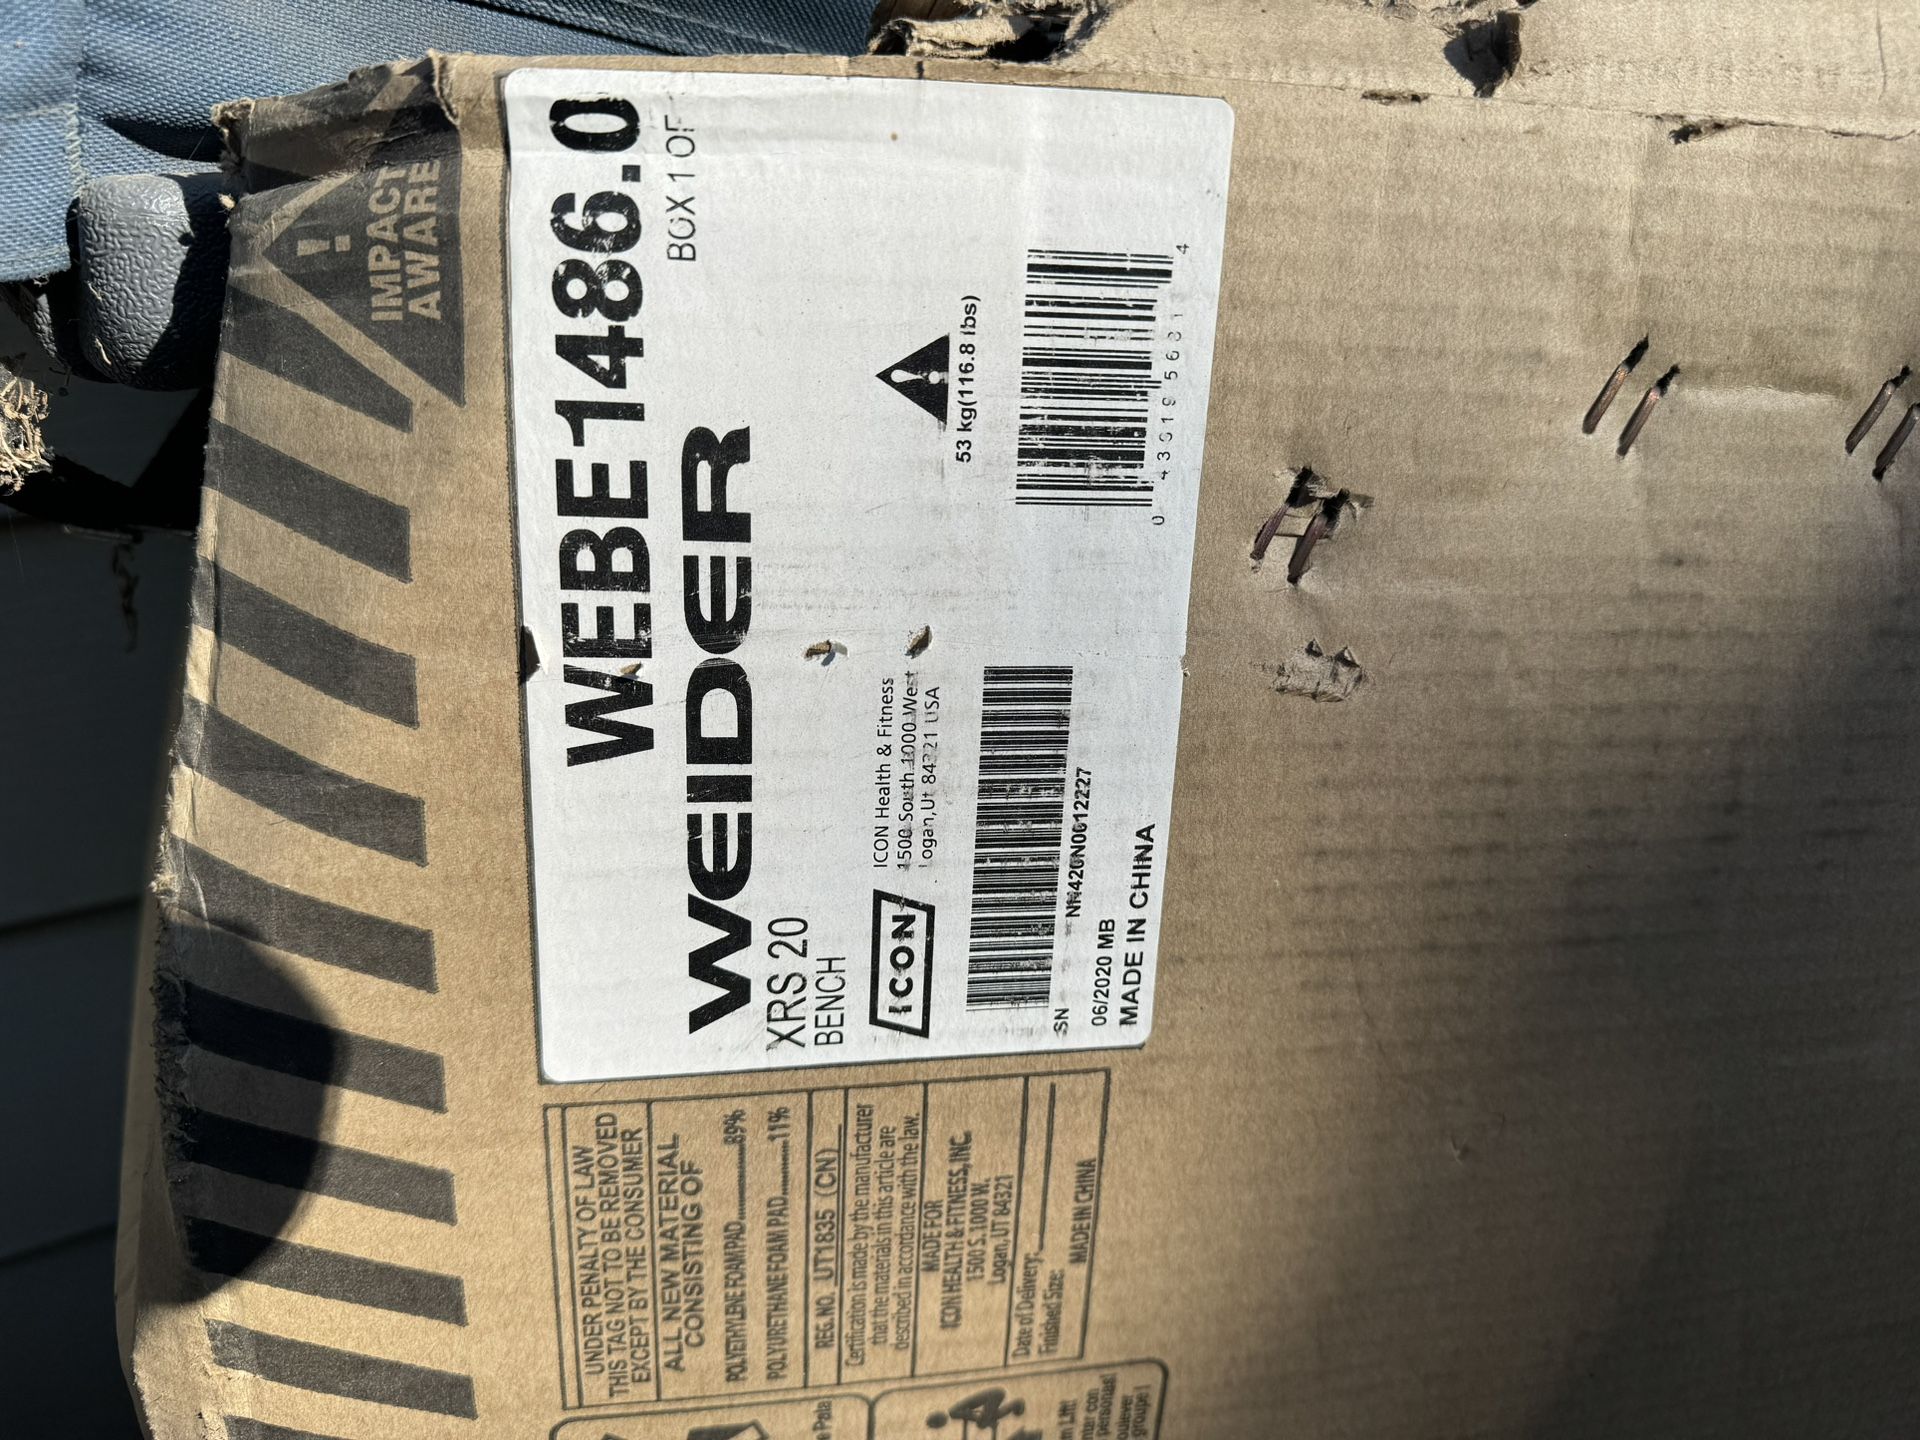 IMPACT
AWARE
WEBE1486.0
BOX 1 OF
WEIDER
XRS 20
BENCH
53 kg(116.8 lbs)
ICON
ICON Health & Fitness
1500 South 1000 West
Logan,Ut 84321 USA
SN
06/2020 MB
MADE IN CHINA
UNDER PENALTY OF LAW
THIS TAG NOT TO BE REMOVED
EXCEPT BY THE CONSUMER
ALL NEW MATERIAL
CONSISTING OF
POLYETHYLENE FOAM PAD..............89%
POLYURETHANE FOAM PAD..............11%
REG. NO. UT1835 (CN)
Certification is made by the manufacturer
that the materials in this article are
described in accordance with the law.
MADE FOR
ICON HEALTH & FITNESS, INC.
1500 S. 1000 W.
Logan, UT 84321
Date of Delivery:
Finished Size:
MADE IN CHINA